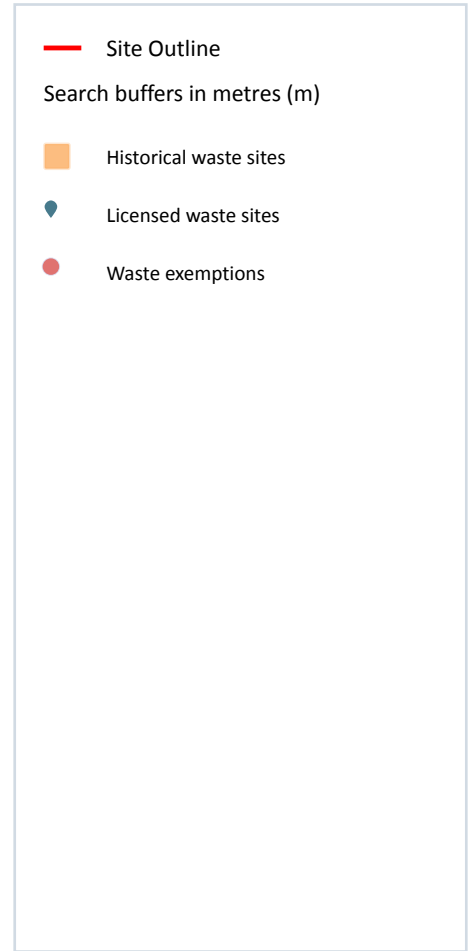 Site Outline
Search buffers in metres (m)
Historical waste sites
Licensed waste sites
Waste exemptions